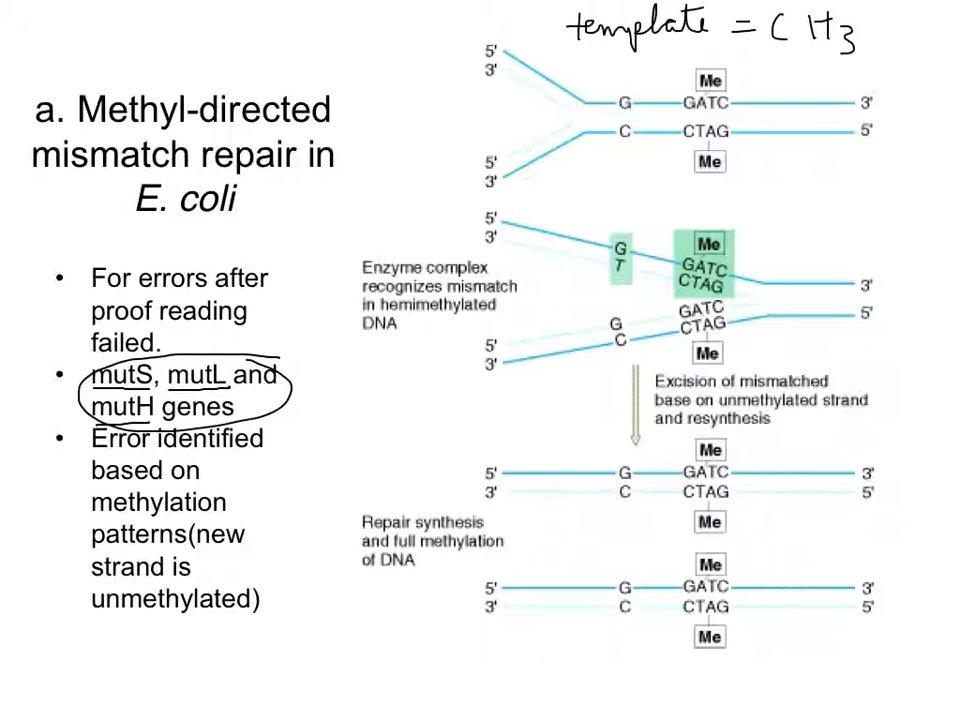 template = CH3
a. Methyl-directed
mismatch repair in
E. coli
• For errors after
proof reading
failed.
• mutS, mutL and
mutH genes
• Error identified
based on
methylation
patterns(new
strand is
unmethylated)
5'
3'
Me
G GATC 3'
C CTAG 5'
Me
5'
3'
5'
3'
Enzyme complex
recognizes mismatch
in hemimethylated
DNA
G
T
Me
GATC
CTAG
3'
5'
G GATC
C CTAG
Me
5'
3'
Excision of mismatched
base on unmethylated strand
and resynthesis
Me
5' G GATC 3'
3' C CTAG 5'
Me
Repair synthesis
and full methylation
of DNA
Me
5' G GATC 3'
3' C CTAG 5'
Me